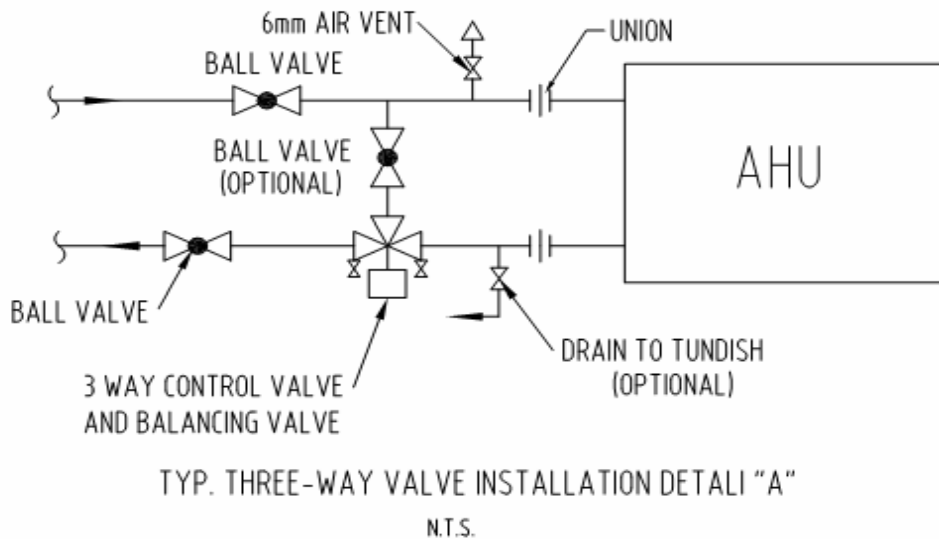 6mm AIR VENT
UNION
BALL VALVE
BALL VALVE
(OPTIONAL)
AHU
BALL VALVE
DRAIN TO TUNDISH
(OPTIONAL)
3 WAY CONTROL VALVE
AND BALANCING VALVE
TYP. THREE-WAY VALVE INSTALLATION DETALI "A"
N.T.S.